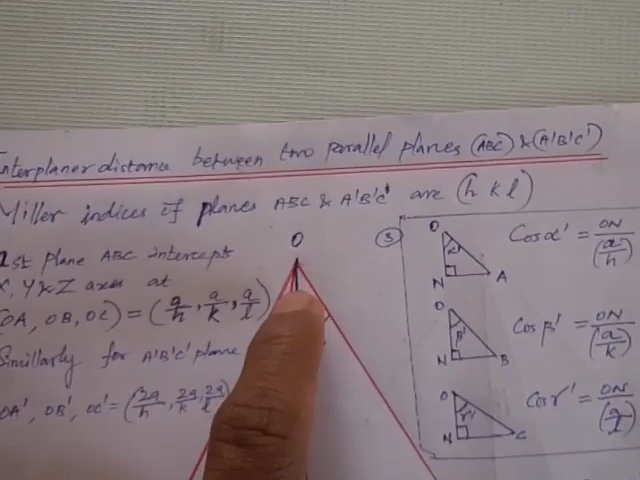 Interplaner distance between two parallel planes (ABC) & (A'B'C')
Miller indices of planes ABC & A'B'C' are (h k l)
1st plane ABC intercept
X, Y & Z axes at
(OA, OB, OC) = (a/h, a/k, a/l)
Similarly for A'B'C' plane
OA', OB', OC' = (2a/h, 2a/k, 2a/l)
O
③
O
α'
N
A
Cos α' = ON/(a/h)
O
β'
N
B
Cos β' = ON/(a/k)
O
r'
N
C
Cos r' = ON/(a/l)